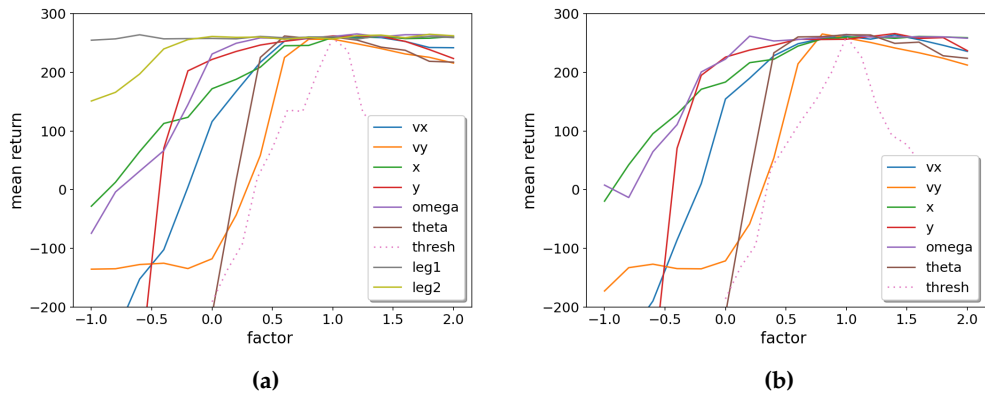 300
200
100
0
−100
−200
−1.0 −0.5 0.0 0.5 1.0 1.5 2.0
factor
mean return
vx
vy
x
y
omega
theta
thresh
leg1
leg2
(a)
300
200
100
0
−100
−200
−1.0 −0.5 0.0 0.5 1.0 1.5 2.0
factor
mean return
vx
vy
x
y
omega
theta
thresh
(b)